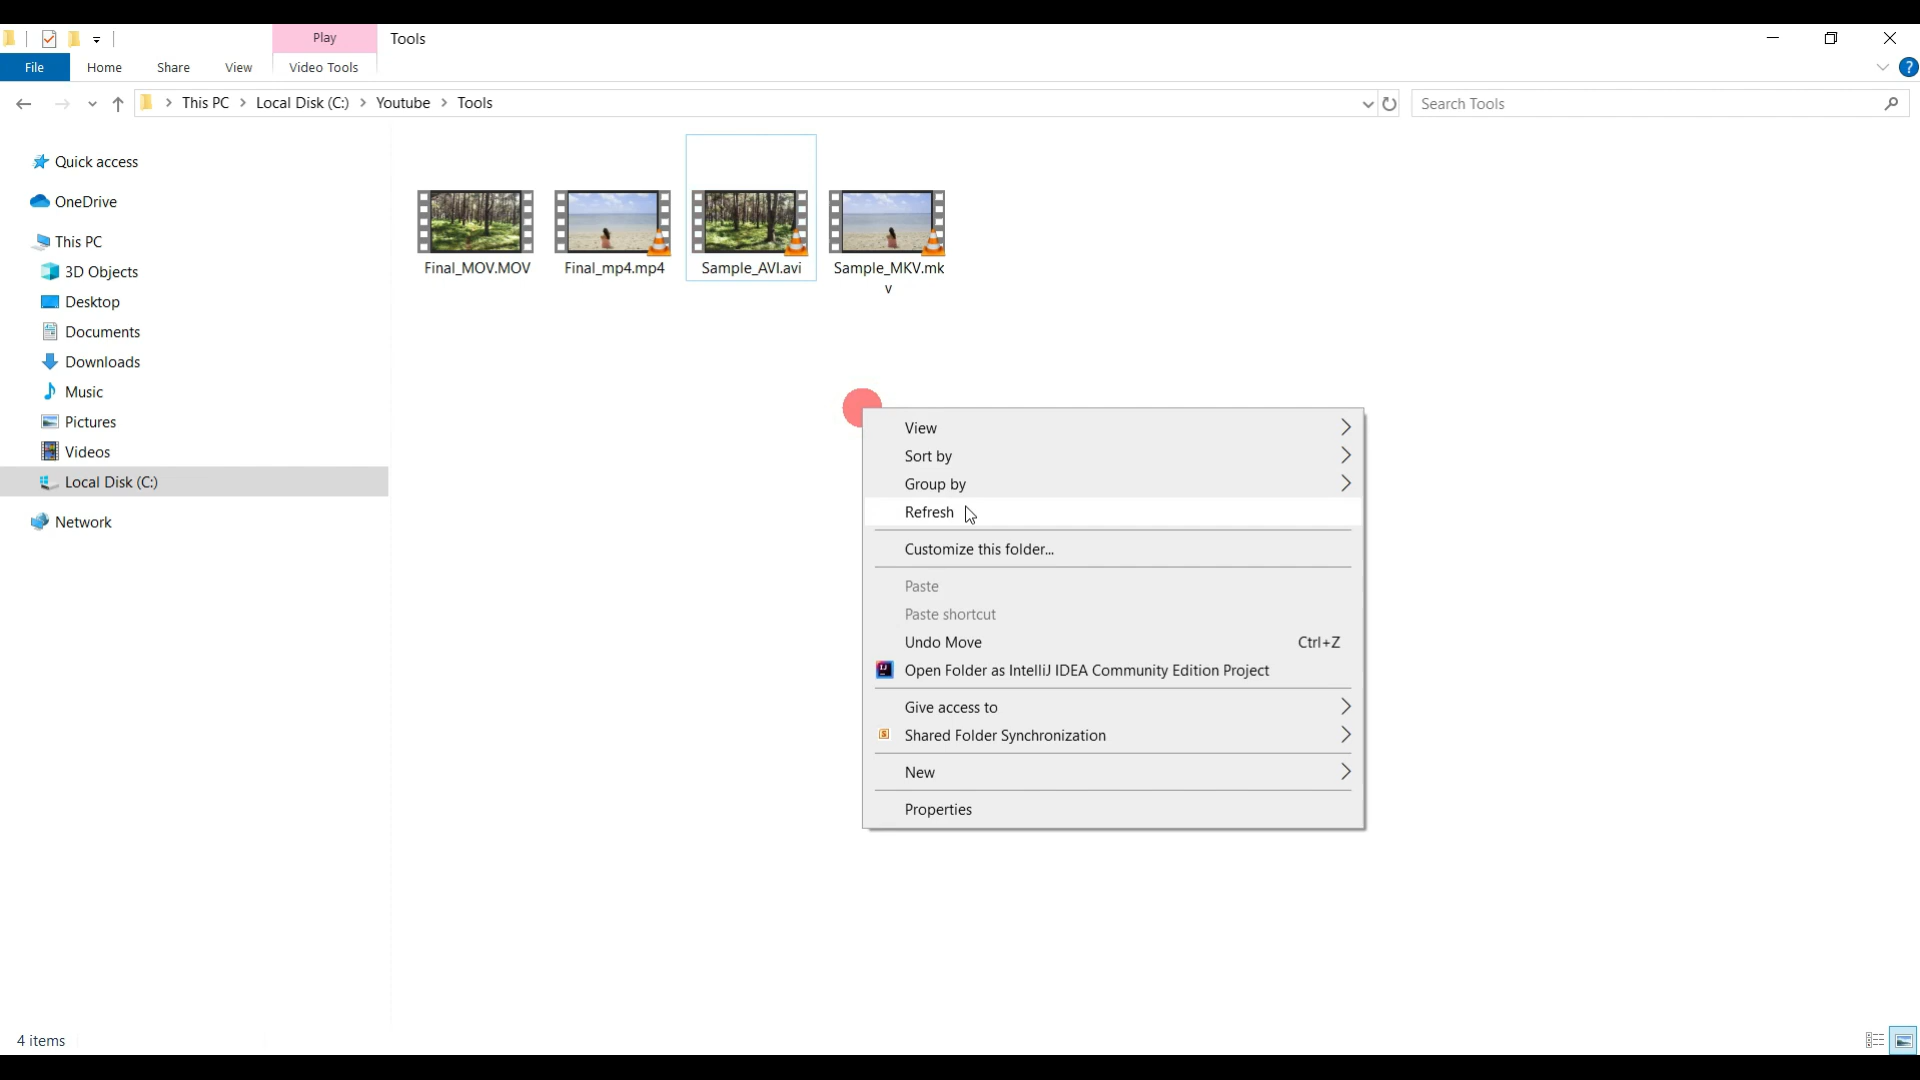 Play
Tools
File
Home
Share
View
Video Tools
?
This PC
Local Disk (C:)
Youtube
Tools
Search Tools
Quick access
OneDrive
This PC
3D Objects
Desktop
Documents
Downloads
Music
Pictures
Videos
Local Disk (C:)
Network
Final_MOV.MOV
Final_mp4.mp4
Sample_AVI.avi
Sample_MKV.mk
v
View
Sort by
Group by
Refresh
Customize this folder...
Paste
Paste shortcut
Undo Move Ctrl+Z
IJ Open Folder as IntelliJ IDEA Community Edition Project
Give access to
S Shared Folder Synchronization
New
Properties
4 items